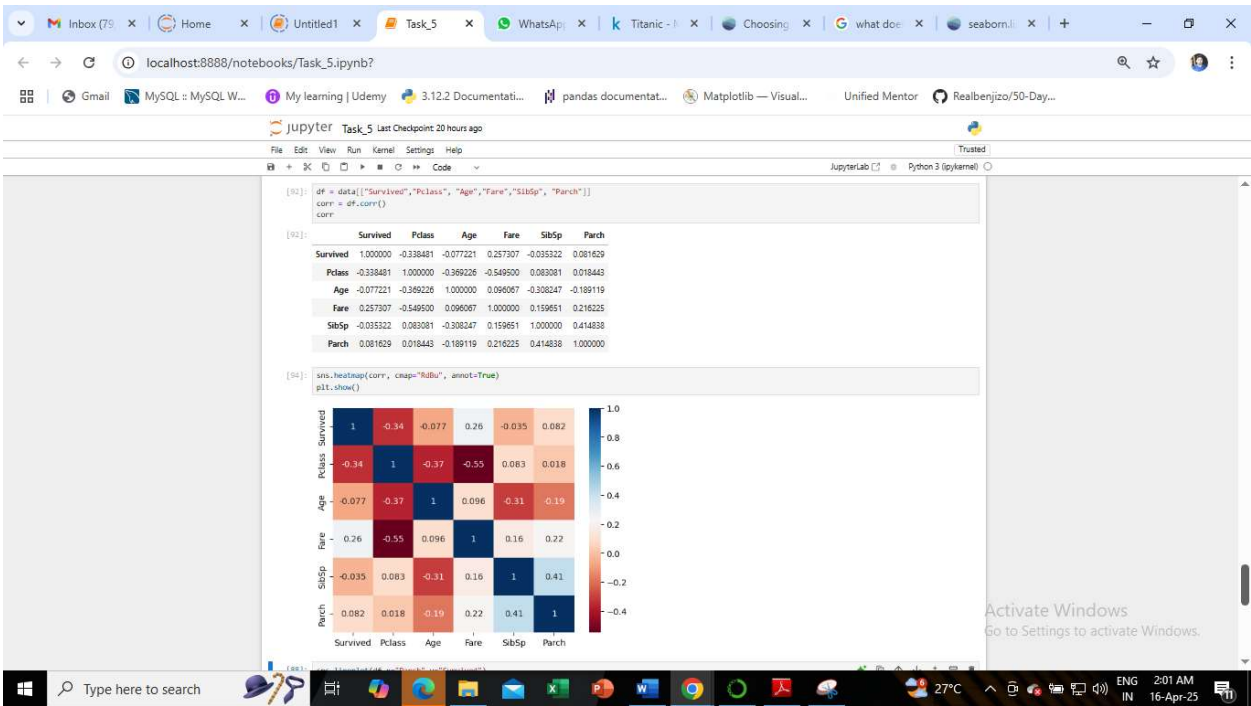 Inbox (79,
Home
Untitled1
Task_5
WhatsAp
Titanic -
Choosing
what doe
seaborn.li
localhost:8888/notebooks/Task_5.ipynb?
Gmail
MySQL :: MySQL W...
My learning | Udemy
3.12.2 Documentati...
pandas documentat...
Matplotlib — Visual...
Unified Mentor
Realbenjizo/50-Day...
jupyter Task_5 Last Checkpoint: 20 hours ago
File Edit View Run Kernel Settings Help
Trusted
Code
JupyterLab
Python 3 (ipykernel)
[92]: df = data[["Survived","Pclass", "Age","Fare","SibSp", "Parch"]]
corr = df.corr()
corr
[92]:
Survived Pclass Age Fare SibSp Parch
Survived 1.000000 -0.338481 -0.077221 0.257307 -0.035322 0.081629
Pclass -0.338481 1.000000 -0.369226 -0.549500 0.083081 0.018443
Age -0.077221 -0.369226 1.000000 0.096067 -0.308247 -0.189119
Fare 0.257307 -0.549500 0.096067 1.000000 0.159651 0.216225
SibSp -0.035322 0.083081 -0.308247 0.159651 1.000000 0.414838
Parch 0.081629 0.018443 -0.189119 0.216225 0.414838 1.000000
[94]: sns.heatmap(corr, cmap="RdBu", annot=True)
plt.show()
Survived 1 -0.34 -0.077 0.26 -0.035 0.082
Pclass -0.34 1 -0.37 -0.55 0.083 0.018
Age -0.077 -0.37 1 0.096 -0.31 -0.19
Fare 0.26 -0.55 0.096 1 0.16 0.22
SibSp -0.035 0.083 -0.31 0.16 1 0.41
Parch 0.082 0.018 -0.19 0.22 0.41 1
Survived Pclass Age Fare SibSp Parch
1.0
0.8
0.6
0.4
0.2
0.0
-0.2
-0.4
Activate Windows
Go to Settings to activate Windows.
Type here to search
27°C
ENG
IN
2:01 AM
16-Apr-25